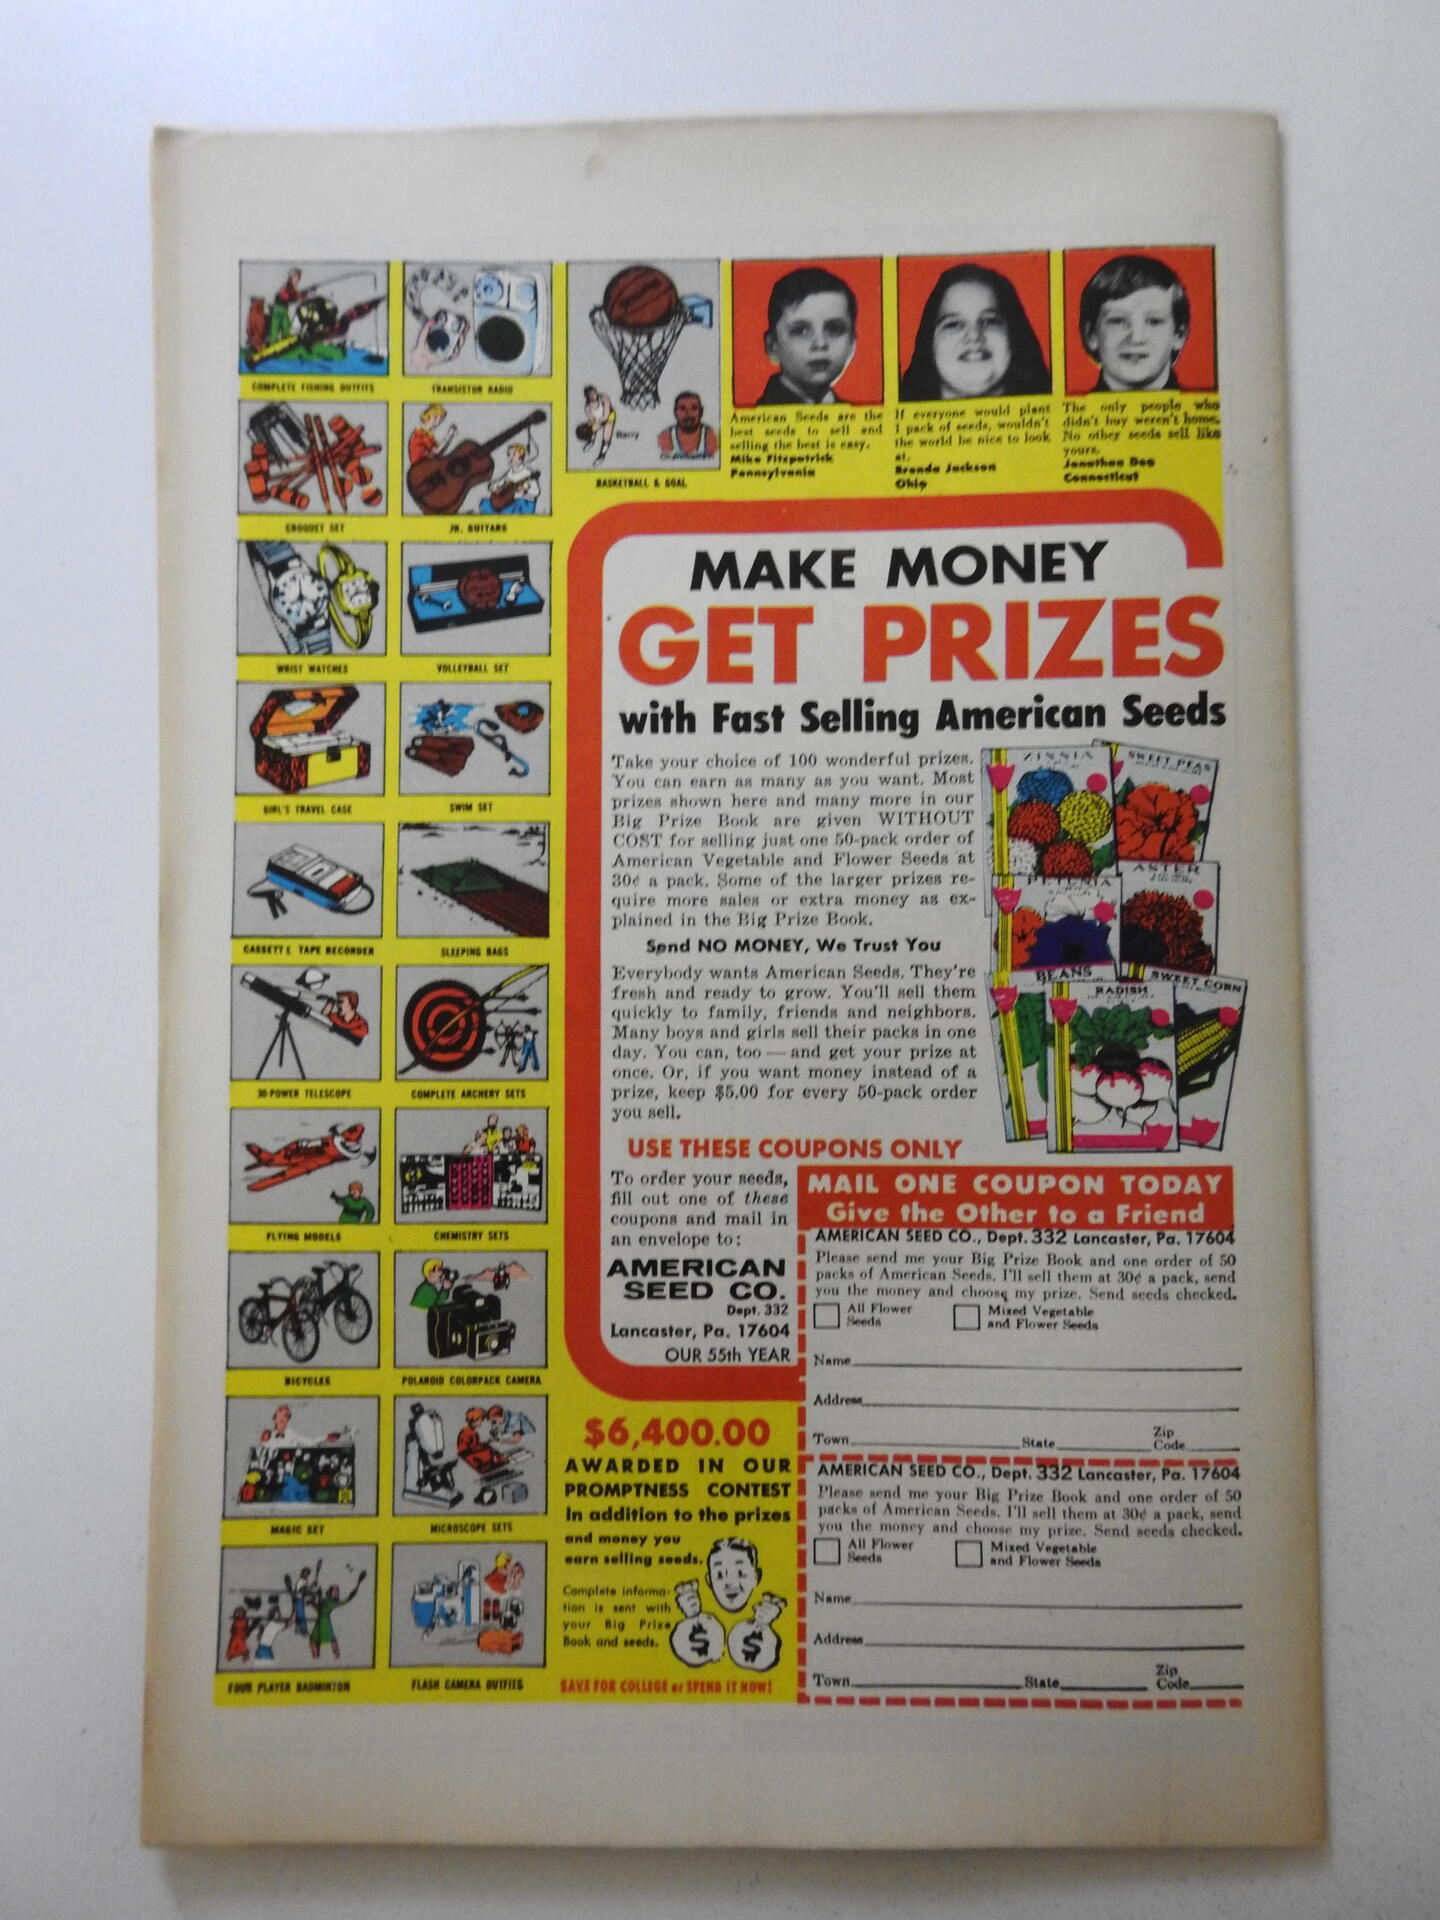 COMPLETE FISHING OUTFITS
TRANSISTOR RADIO
CROQUET SET
JR. GUITARS
WRIST WATCHES
VOLLEYBALL SET
GIRL'S TRAVEL CASE
SWIM SET
CASSETTE TAPE RECORDER
SLEEPING BAGS
30-POWER TELESCOPE
COMPLETE ARCHERY SETS
FLYING MODELS
CHEMISTRY SETS
BICYCLES
POLAROID COLORPACK CAMERA
MAGIC SET
MICROSCOPE SETS
FOUR PLAYER BADMINTON
FLASH CAMERA OUTFITS
Barry
Chamberlain
BASKETBALL & GOAL
American Seeds are the
best seeds to sell and
selling the best is easy.
Mike Fitzpatrick
Pennsylvania
If everyone would plant
1 pack of seeds, wouldn't
the world be nice to look
at.
Brenda Jackson
Ohio
The only people who
didn't buy weren't home.
No other seeds sell like
yours.
Jonathan Dee
Connecticut
MAKE MONEY
GET PRIZES
with Fast Selling American Seeds
Take your choice of 100 wonderful prizes.
You can earn as many as you want. Most
prizes shown here and many more in our
Big Prize Book are given WITHOUT
COST for selling just one 50-pack order of
American Vegetable and Flower Seeds at
30¢ a pack. Some of the larger prizes re-
quire more sales or extra money as ex-
plained in the Big Prize Book.
Send NO MONEY, We Trust You
Everybody wants American Seeds. They're
fresh and ready to grow. You'll sell them
quickly to family, friends and neighbors.
Many boys and girls sell their packs in one
day. You can, too — and get your prize at
once. Or, if you want money instead of a
prize, keep $5.00 for every 50-pack order
you sell.
ZINNIA
SWEET PEAS
PETUNIA
ASTER
BEANS
RADISH
SWEET CORN
USE THESE COUPONS ONLY
To order your seeds,
fill out one of these
coupons and mail in
an envelope to:
AMERICAN
SEED CO.
Dept. 332
Lancaster, Pa. 17604
OUR 55th YEAR
$6,400.00
AWARDED IN OUR
PROMPTNESS CONTEST
In addition to the prizes
and money you
earn selling seeds.
Complete informa-
tion is sent with
your Big Prize
Book and seeds.
$ $
SAVE FOR COLLEGE or SPEND IT NOW!
MAIL ONE COUPON TODAY
Give the Other to a Friend
AMERICAN SEED CO., Dept. 332 Lancaster, Pa. 17604
Please send me your Big Prize Book and one order of 50
packs of American Seeds. I'll sell them at 30¢ a pack, send
you the money and choose my prize. Send seeds checked.
All Flower Seeds
Mixed Vegetable and Flower Seeds
Name
Address
Town State Zip Code
AMERICAN SEED CO., Dept. 332 Lancaster, Pa. 17604
Please send me your Big Prize Book and one order of 50
packs of American Seeds. I'll sell them at 30¢ a pack, send
you the money and choose my prize. Send seeds checked.
All Flower Seeds
Mixed Vegetable and Flower Seeds
Name
Address
Town State Zip Code